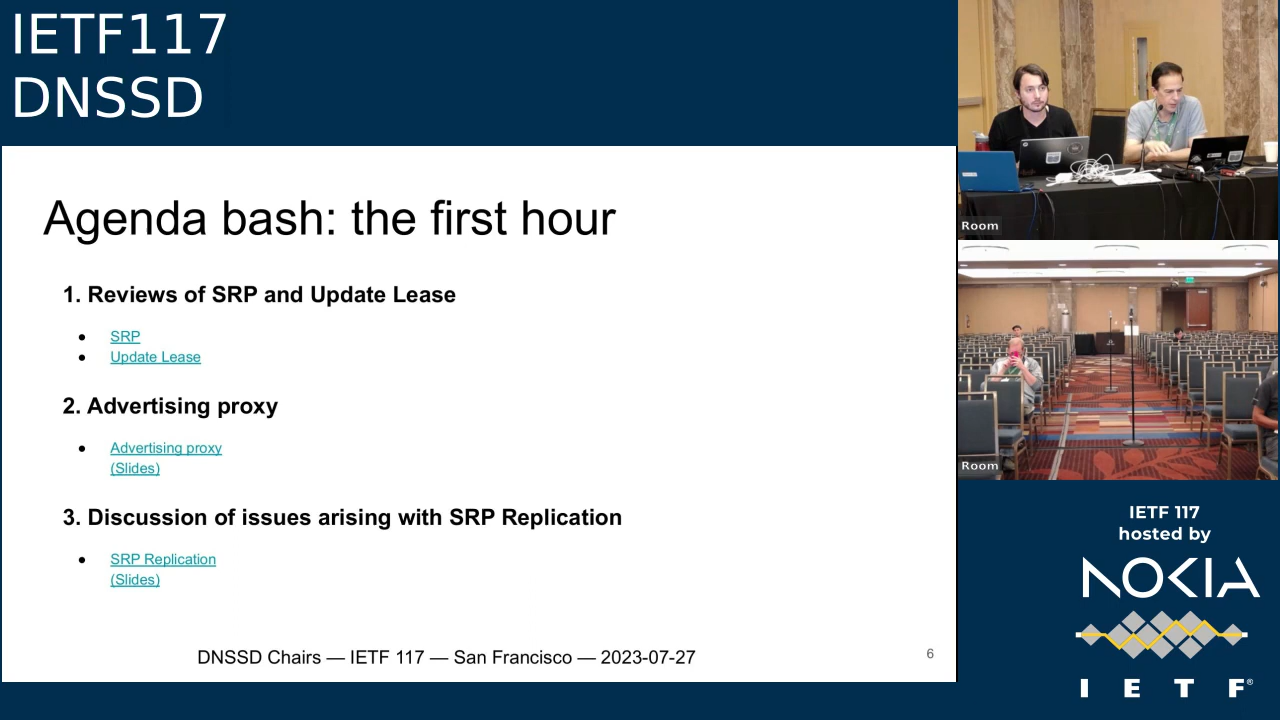 IETF117
DNSSD
Agenda bash: the first hour
1. Reviews of SRP and Update Lease
• SRP
• Update Lease
2. Advertising proxy
• Advertising proxy
(Slides)
3. Discussion of issues arising with SRP Replication
• SRP Replication
(Slides)
DNSSD Chairs — IETF 117 — San Francisco — 2023-07-27
6
Room
Room
IETF 117
hosted by
NOKIA
I E T F®